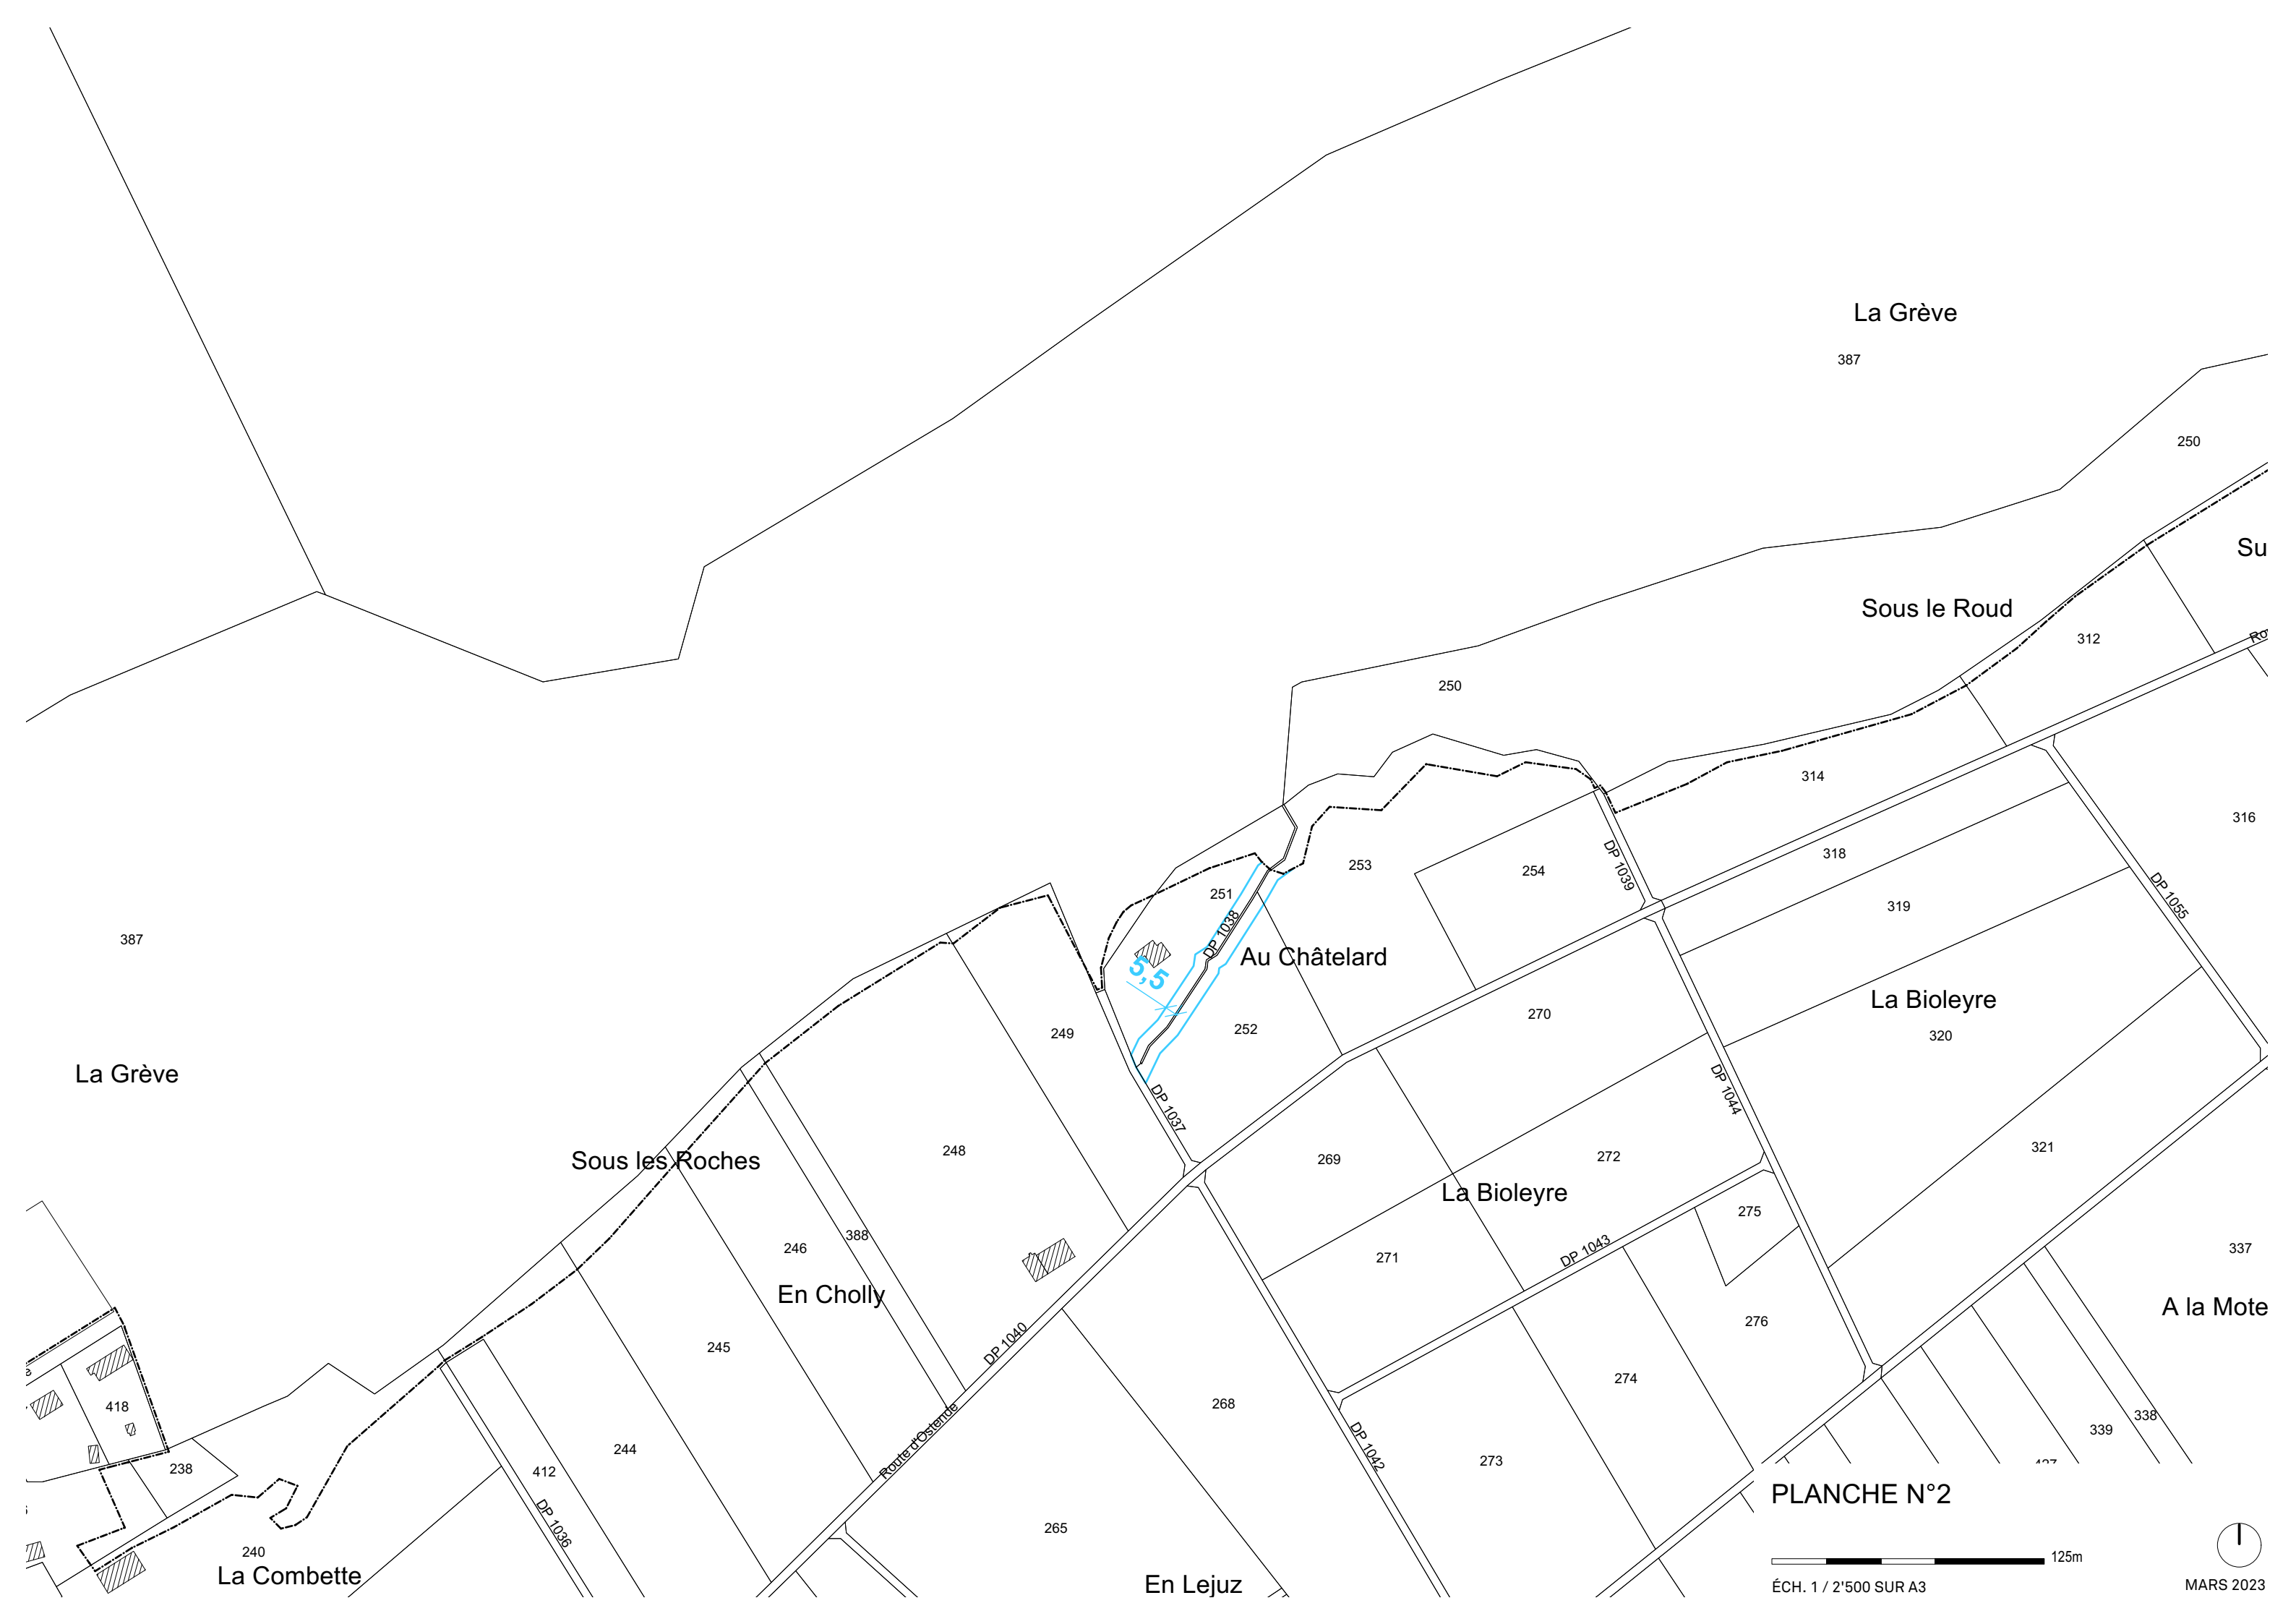 La Grève
387
250
Su
Sous le Roud
312
Ro
250
314
316
253
254
DP 1039
318
DP 1055
251
DP 1038
319
387
Au Châtelard
5,5
La Bioleyre
249
252
270
320
La Grève
DP 1037
DP 1044
Sous les Roches
248
269
272
321
La Bioleyre
275
246
388
271
DP 1043
337
En Cholly
A la Mote
276
245
DP 1040
274
418
268
Route d'Ostende
338
339
244
DP 1042
273
238
412
DP 1036
PLANCHE N°2
265
240
La Combette
En Lejuz
125m
ÉCH. 1 / 2'500 SUR A3
MARS 2023